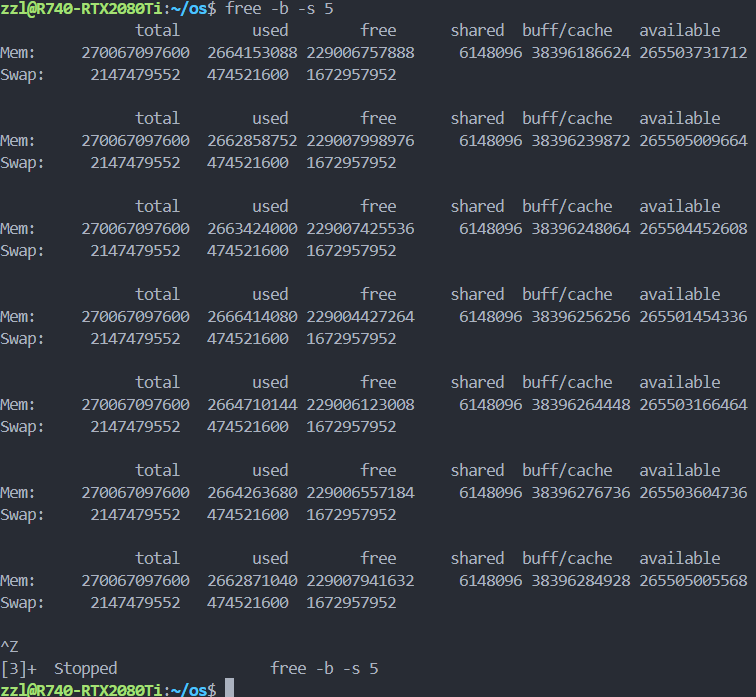 zzl@R740-RTX2080Ti:~/os$ free -b -s 5
total used free shared buff/cache available
Mem: 270067097600 2664153088 229006757888 6148096 38396186624 265503731712
Swap: 2147479552 474521600 1672957952
total used free shared buff/cache available
Mem: 270067097600 2662858752 229007998976 6148096 38396239872 265505009664
Swap: 2147479552 474521600 1672957952
total used free shared buff/cache available
Mem: 270067097600 2663424000 229007425536 6148096 38396248064 265504452608
Swap: 2147479552 474521600 1672957952
total used free shared buff/cache available
Mem: 270067097600 2666414080 229004427264 6148096 38396256256 265501454336
Swap: 2147479552 474521600 1672957952
total used free shared buff/cache available
Mem: 270067097600 2664710144 229006123008 6148096 38396264448 265503166464
Swap: 2147479552 474521600 1672957952
total used free shared buff/cache available
Mem: 270067097600 2664263680 229006557184 6148096 38396276736 265503604736
Swap: 2147479552 474521600 1672957952
total used free shared buff/cache available
Mem: 270067097600 2662871040 229007941632 6148096 38396284928 265505005568
Swap: 2147479552 474521600 1672957952
^Z
[3]+ Stopped free -b -s 5
zzl@R740-RTX2080Ti:~/os$